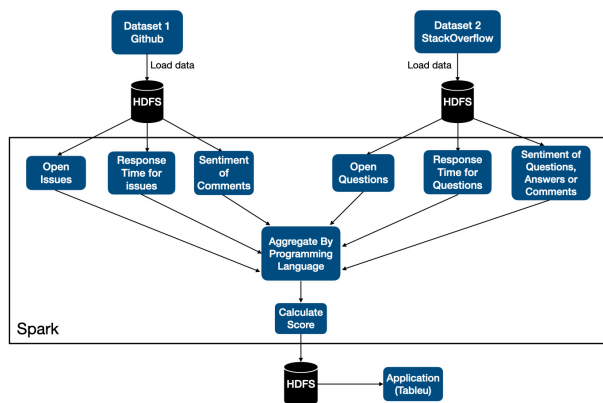 Dataset 1
Github
Dataset 2
StackOverflow
Load data
Load data
HDFS
HDFS
Open
Issues
Response
Time for
issues
Sentiment
of
Comments
Open
Questions
Response
Time for
Questions
Sentiment of
Questions,
Answers or
Comments
Aggregate By
Programming
Language
Calculate
Score
Spark
HDFS
Application
(Tableu)